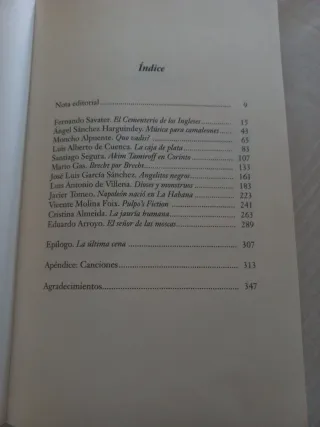 Índice
Nota editorial 9
Fernando Savater. El Cementerio de los Ingleses 15
Ángel Sánchez Harguindey. Música para camaleones 43
Moncho Alpuente. Quo vadis? 65
Luis Alberto de Cuenca. La caja de plata 83
Santiago Segura. Akim Tamiroff en Corinto 107
Mario Gas. Brecht por Brecht 133
José Luis García Sánchez. Angelitos negros 161
Luis Antonio de Villena. Dioses y monstruos 183
Javier Tomeo. Napoleón nació en La Habana 223
Vicente Molina Foix. Pulps's Fiction 241
Cristina Almeida. La jauría humana 263
Eduardo Arroyo. El señor de las moscas 289
Epílogo. La última cena 307
Apéndice: Canciones 313
Agradecimientos 347